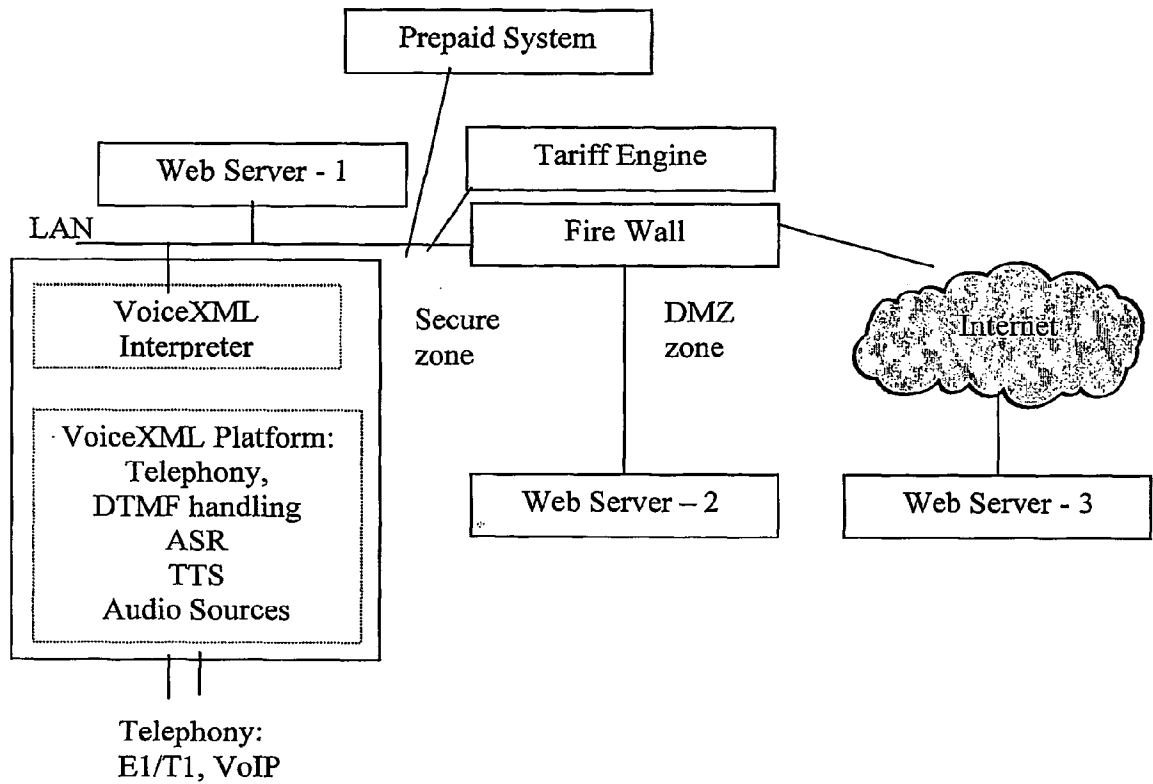 Prepaid System
Web Server - 1
Tariff Engine
LAN
Fire Wall
VoiceXML
Interpreter
Secure
zone
DMZ
zone
Internet
VoiceXML Platform:
Telephony,
DTMF handling
ASR
TTS
Audio Sources
Web Server – 2
Web Server - 3
Telephony:
E1/T1, VoIP